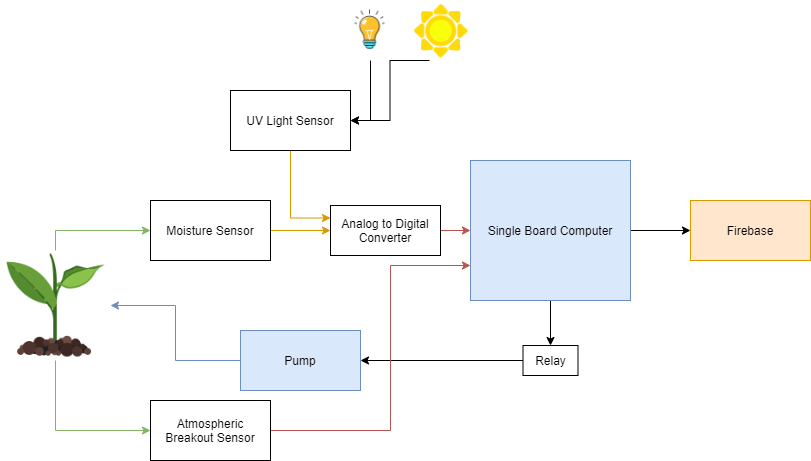 UV Light Sensor
Moisture Sensor
Analog to Digital
Converter
Single Board Computer
Firebase
Pump
Relay
Atmospheric
Breakout Sensor